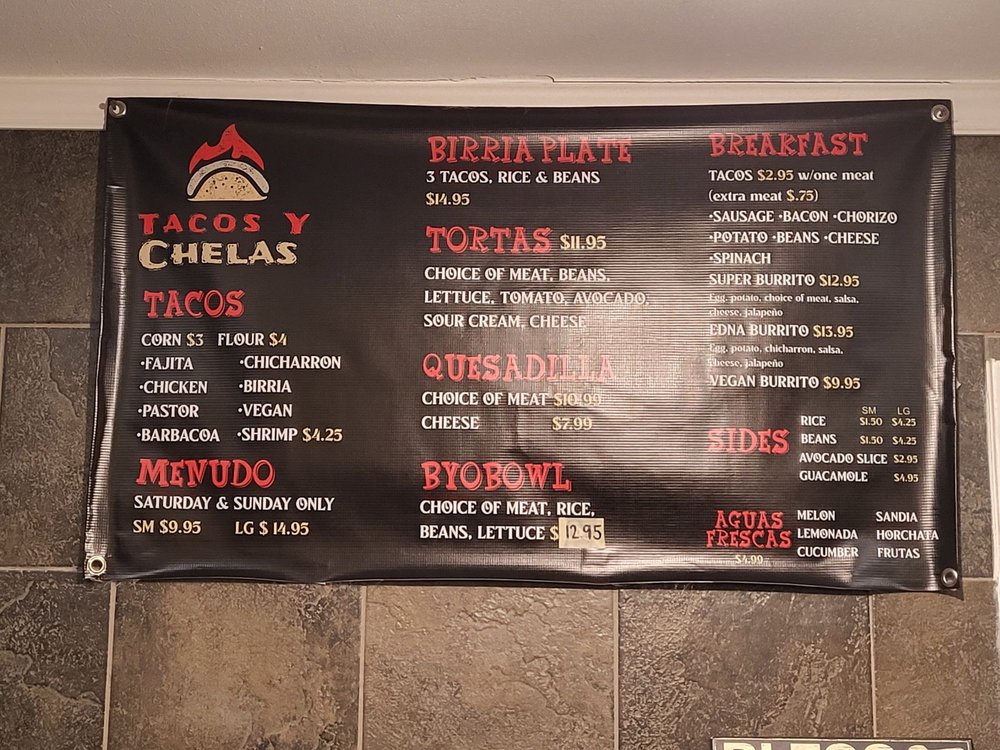 TACOS Y
CHELAS
TACOS
CORN $3 FLOUR $4
•FAJITA •CHICHARRON
•CHICKEN •BIRRIA
•PASTOR •VEGAN
•BARBACOA •SHRIMP $4.25
MENUDO
SATURDAY & SUNDAY ONLY
SM $9.95 LG $ 14.95
BIRRIA PLATE
3 TACOS, RICE & BEANS
$14.95
TORTAS $11.95
CHOICE OF MEAT, BEANS,
LETTUCE, TOMATO, AVOCADO,
SOUR CREAM, CHEESE
QUESADILLA
CHOICE OF MEAT $10.99
CHEESE $7.99
BYOBOWL
CHOICE OF MEAT, RICE,
BEANS, LETTUCE $12.95
BREAKFAST
TACOS $2.95 w/one meat
(extra meat $.75)
•SAUSAGE •BACON •CHORIZO
•POTATO •BEANS •CHEESE
•SPINACH
SUPER BURRITO $12.95
Egg, potato, choice of meat, salsa,
cheese, jalapeño
EDNA BURRITO $13.95
Egg, potato, chicharron, salsa,
cheese, jalapeño
VEGAN BURRITO $9.95
SIDES
SM LG
RICE $1.50 $4.25
BEANS $1.50 $4.25
AVOCADO SLICE $2.95
GUACAMOLE $4.95
AGUAS
FRESCAS
$4.99
MELON SANDIA
LEMONADA HORCHATA
CUCUMBER FRUTAS